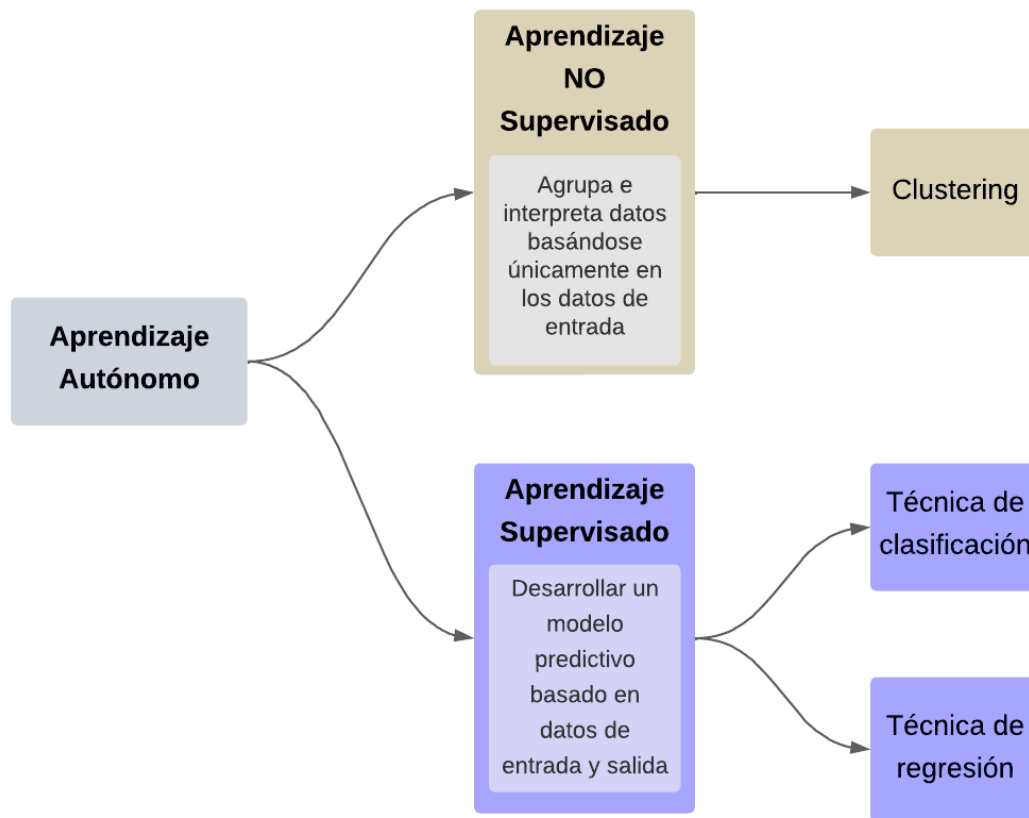 Aprendizaje
Autónomo
Aprendizaje
NO
Supervisado
Agrupa e
interpreta datos
basándose
únicamente en
los datos de
entrada
Clustering
Aprendizaje
Supervisado
Desarrollar un
modelo
predictivo
basado en
datos de
entrada y salida
Técnica de
clasificación
Técnica de
regresión